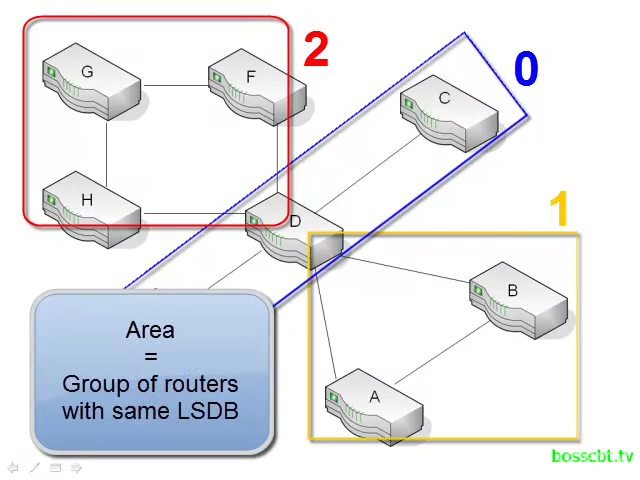 2
0
G
F
C
H
D
1
B
A
Area
=
Group of routers
with same LSDB
bosscbt.tv